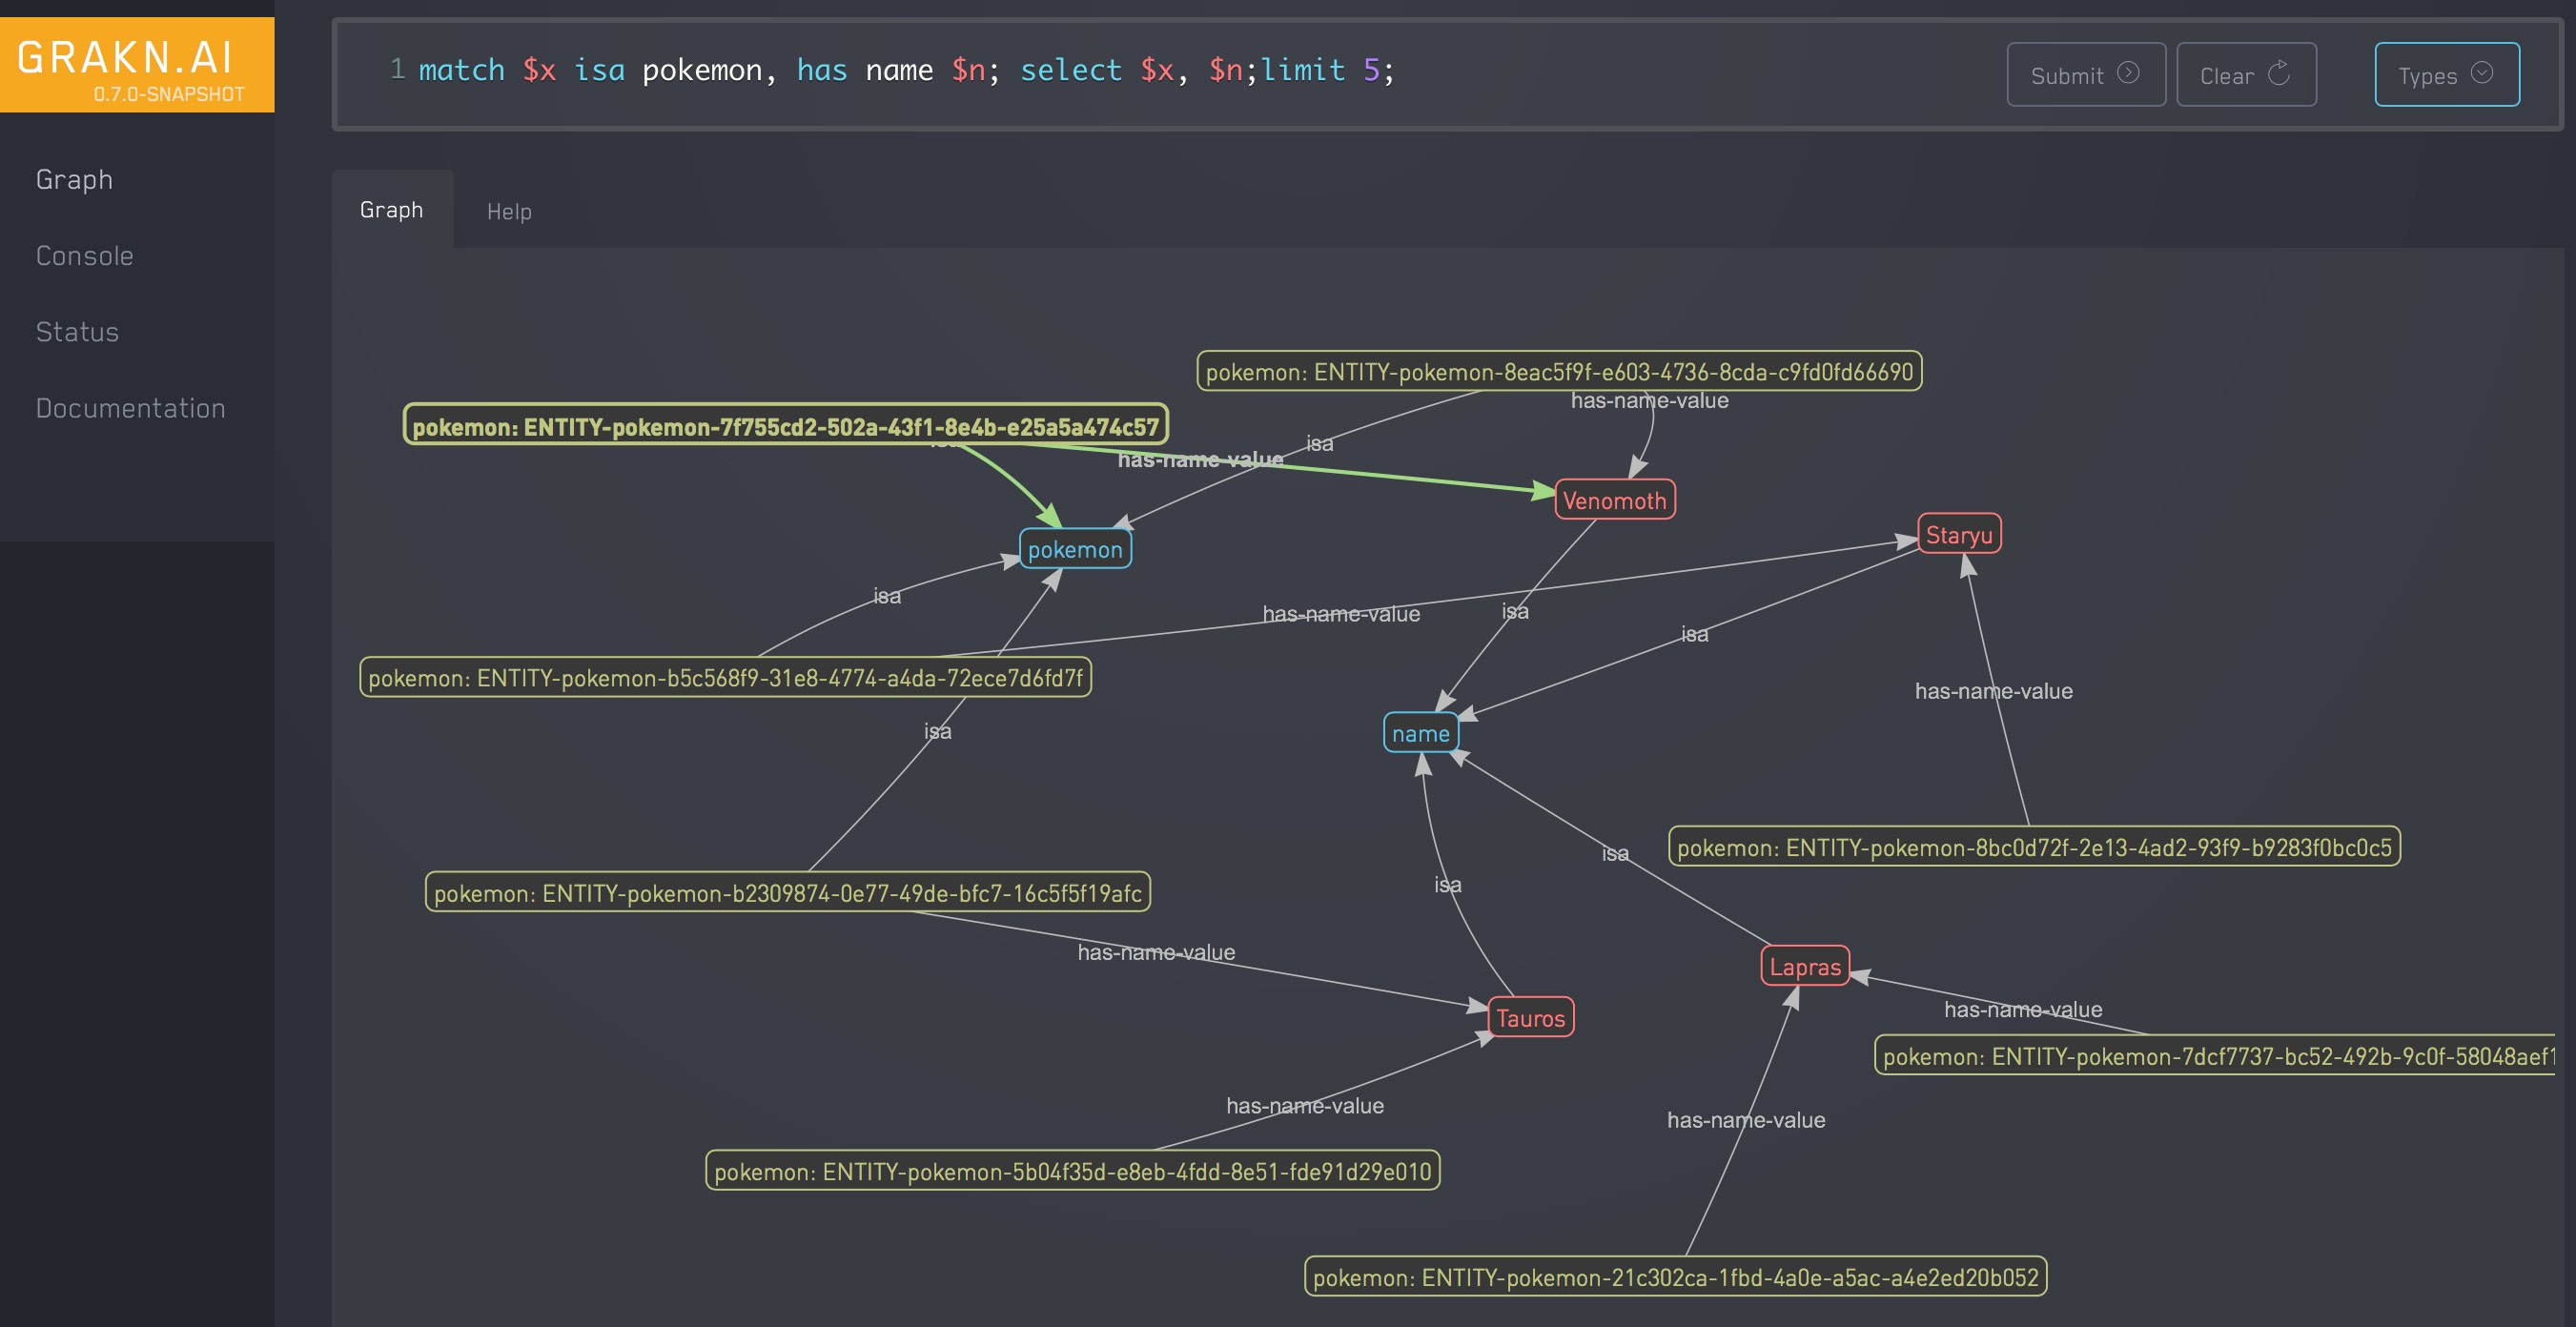 GRAKN.AI
0.7.0-SNAPSHOT
Graph
Console
Status
Documentation
1 match $x isa pokemon, has name $n; select $x, $n;limit 5;
Submit
Clear
Types
Graph
Help
pokemon: ENTITY-pokemon-8eac5f9f-e603-4736-8cda-c9fd0fd66690
has-name-value
pokemon: ENTITY-pokemon-7f755cd2-502a-43f1-8e4b-e25a5a474c57
isa
has-name-value
Venomoth
Staryu
pokemon
isa
has-name-value
isa
isa
pokemon: ENTITY-pokemon-b5c568f9-31e8-4774-a4da-72ece7d6fd7f
has-name-value
isa
name
pokemon: ENTITY-pokemon-8bc0d72f-2e13-4ad2-93f9-b9283f0bc0c5
isa
isa
pokemon: ENTITY-pokemon-b2309874-0e77-49de-bfc7-16c5f5f19afc
has-name-value
Lapras
has-name-value
Tauros
pokemon: ENTITY-pokemon-7dcf7737-bc52-492b-9c0f-58048aef1
has-name-value
has-name-value
pokemon: ENTITY-pokemon-5b04f35d-e8eb-4fdd-8e51-fde91d29e010
pokemon: ENTITY-pokemon-21c302ca-1fbd-4a0e-a5ac-a4e2ed20b052